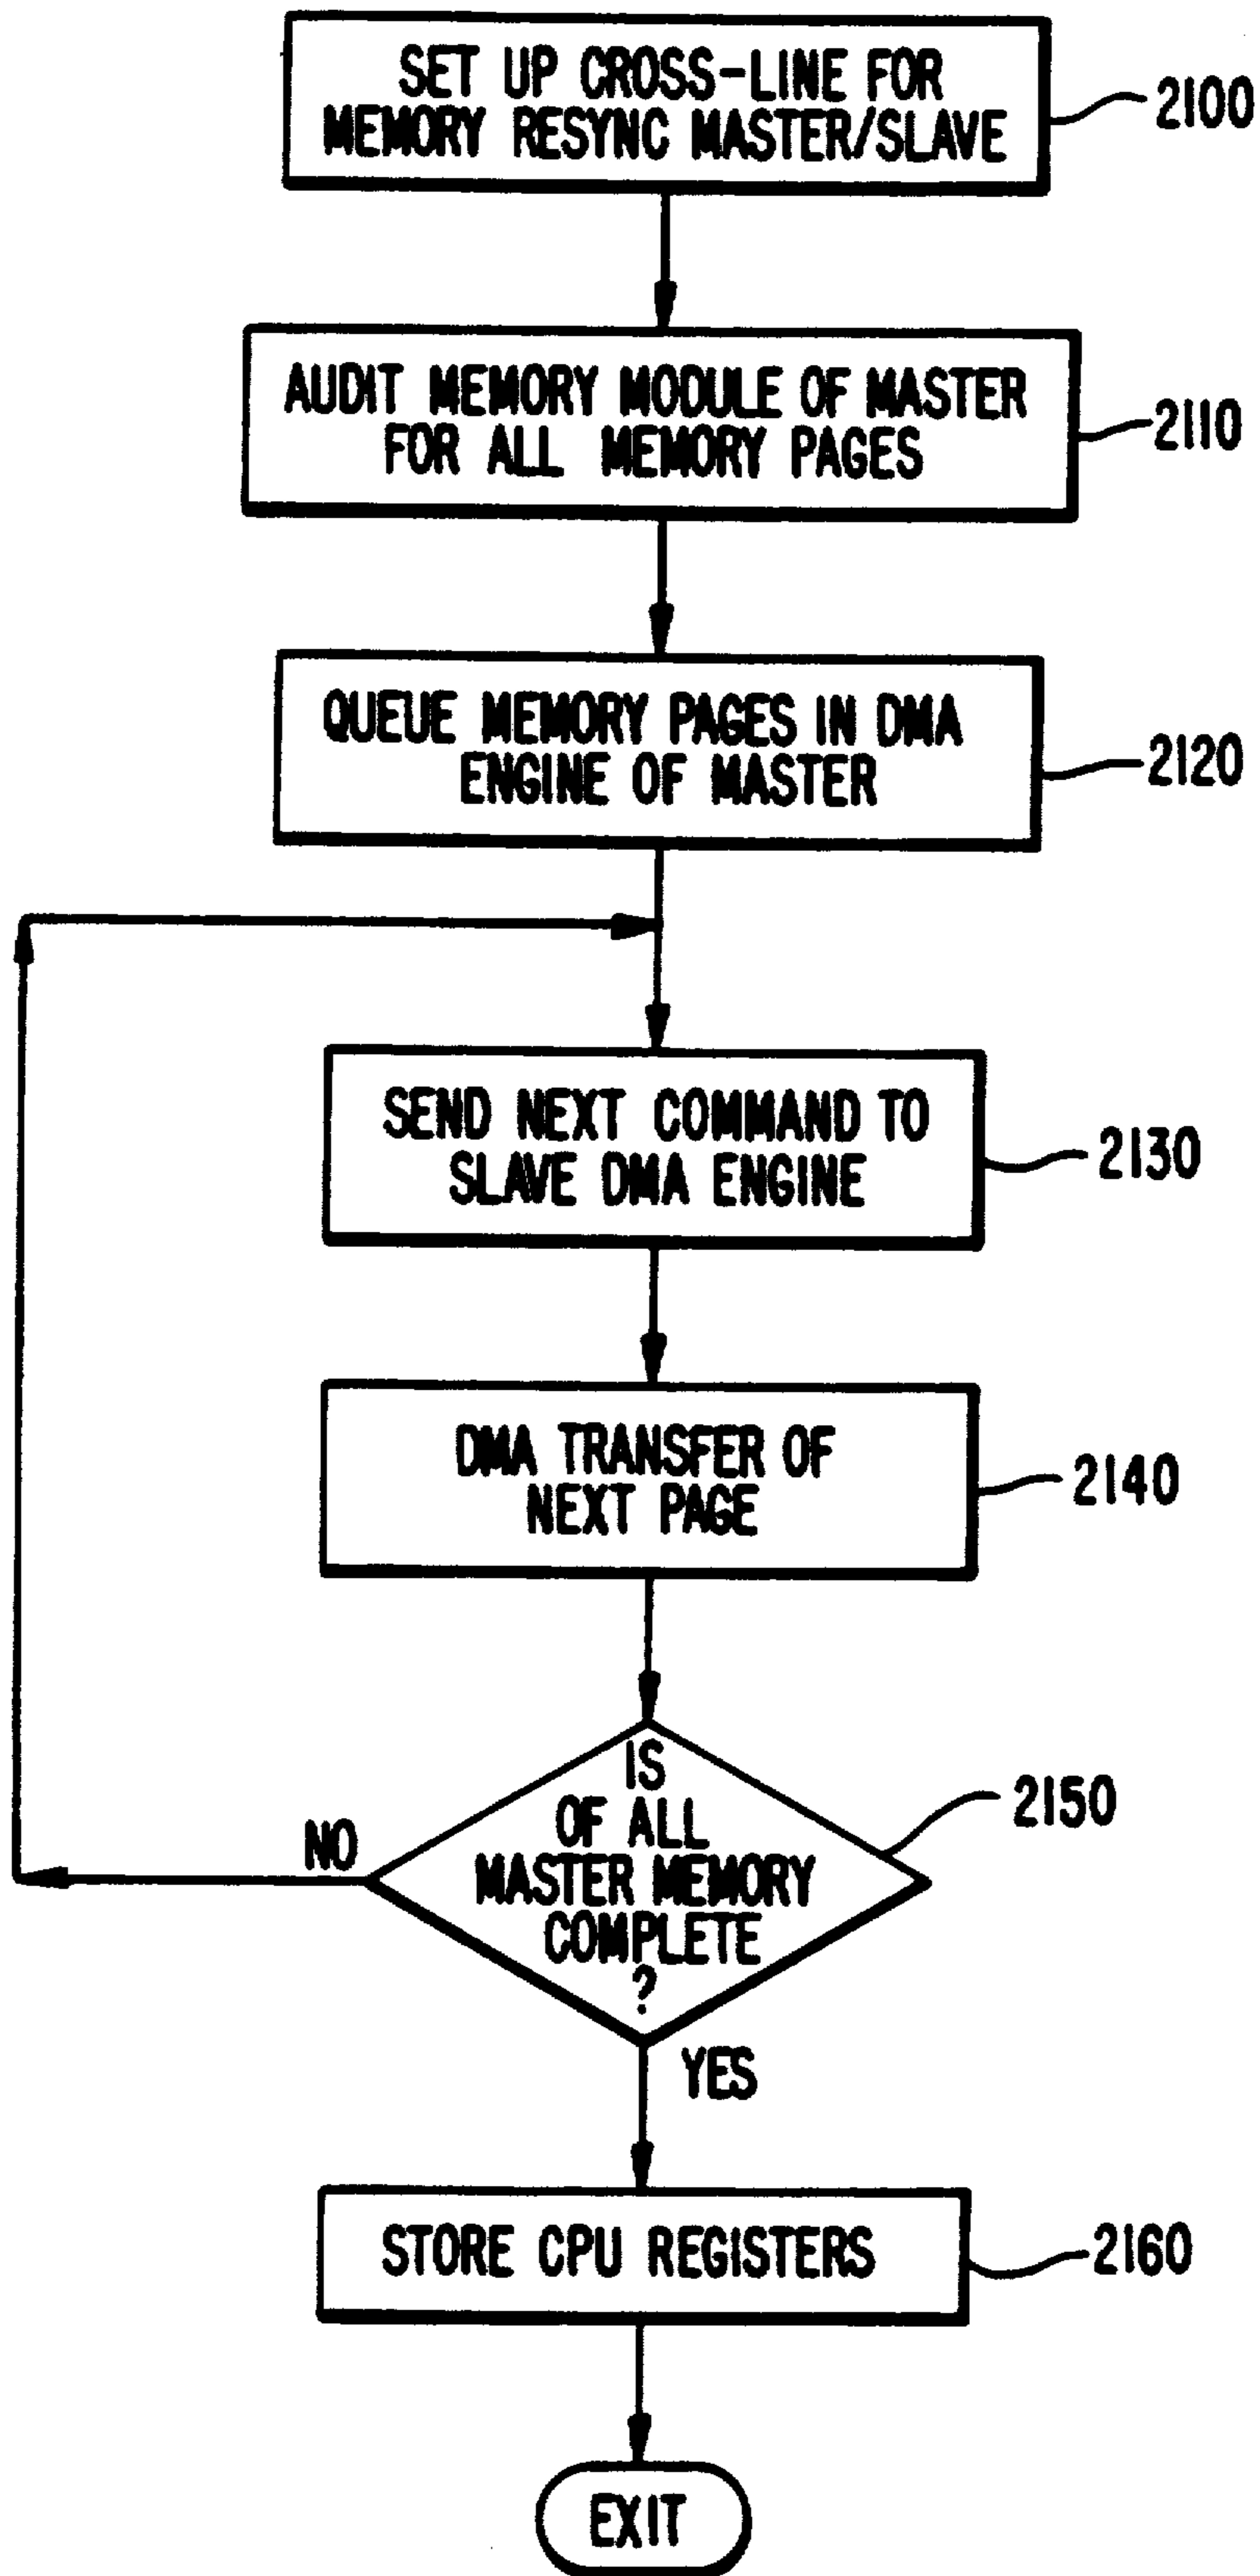 SET UP CROSS-LINE FOR
MEMORY RESYNC MASTER/SLAVE
2100
AUDIT MEMORY MODULE OF MASTER
FOR ALL MEMORY PAGES
2110
QUEUE MEMORY PAGES IN DMA
ENGINE OF MASTER
2120
SEND NEXT COMMAND TO
SLAVE DMA ENGINE
2130
DMA TRANSFER OF
NEXT PAGE
2140
IS
OF ALL
MASTER MEMORY
COMPLETE
?
2150
NO
YES
STORE CPU REGISTERS
2160
EXIT